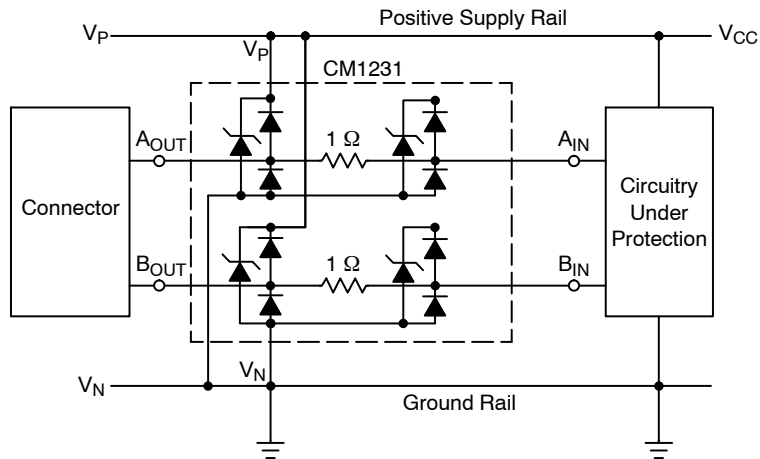 Positive Supply Rail
V_P
V_CC
V_P
CM1231
A_OUT
1 Ω
A_IN
Connector
Circuitry
Under
Protection
B_OUT
1 Ω
B_IN
V_N
V_N
Ground Rail